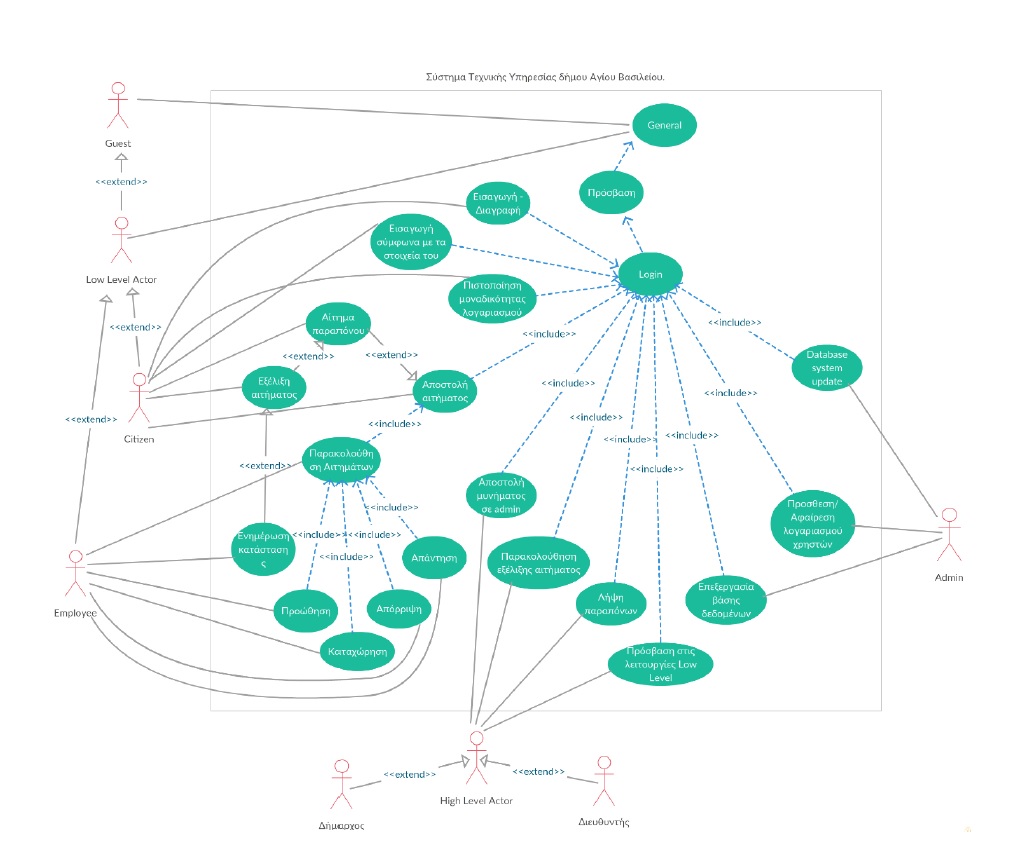 Σύστημα Τεχνικής Υπηρεσίας δήμου Αγίου Βασιλείου.
General
Guest
<<extend>>
Πρόσβαση
Εισαγωγή -
Διαγραφή
Εισαγωγή
σύμφωνα με τα
στοιχεία του
Low Level Actor
Login
Πιστοποίηση
μοναδικότητας
λογαριασμού
<<extend>>
Αίτημα
παραπόνου
<<include>>
<<include>>
<<extend>>
<<extend>>
Database
system
update
Εξέλιξη
αιτήματος
Αποστολή
αιτήματος
<<include>>
<<include>>
<<include>>
<<extend>>
<<include>>
Citizen
<<include>>
<<include>>
Παρακολούθη
ση Αιτημάτων
<<extend>>
<<include>>
Αποστολή
μυνήματος
σε admin
<<include>>
Προσθεση/
Αφαίρεση
λογαριασμού
χρηστών
Ενημέρωση
κατάσταση
ς
<<include>>
<<include>>
<<include>>
Απάντηση
Παρακολούθηση
εξέλιξης αιτήματος
Admin
Employee
Προώθηση
Απόρριψη
Λήψη
παραπόνων
Επεξεργασία
βάσης
δεδομένων
Καταχώρηση
Πρόσβαση στις
λειτουργίες Low
Level
<<extend>>
<<extend>>
High Level Actor
Δήμαρχος
Διευθυντής